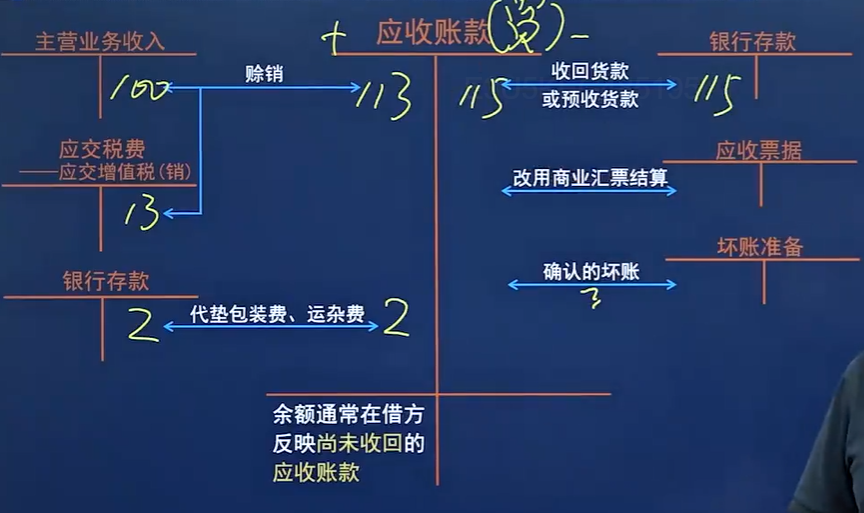 主营业务收入
+ 应收账款(资)-
银行存款
100
赊销
113
115
收回货款
或预收货款
115
应交税费
——应交增值税(销)
13
改用商业汇票结算
应收票据
坏账准备
确认的坏账
?
银行存款
2
代垫包装费、运杂费
2
余额通常在借方
反映尚未收回的
应收账款